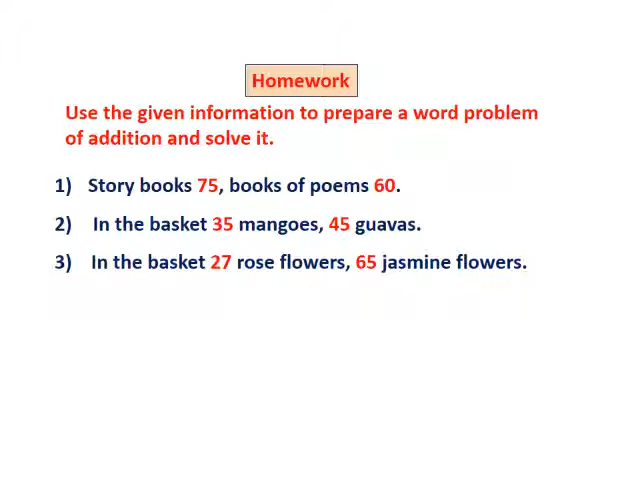 Homework
Use the given information to prepare a word problem
of addition and solve it.
1) Story books 75, books of poems 60.
2) In the basket 35 mangoes, 45 guavas.
3) In the basket 27 rose flowers, 65 jasmine flowers.